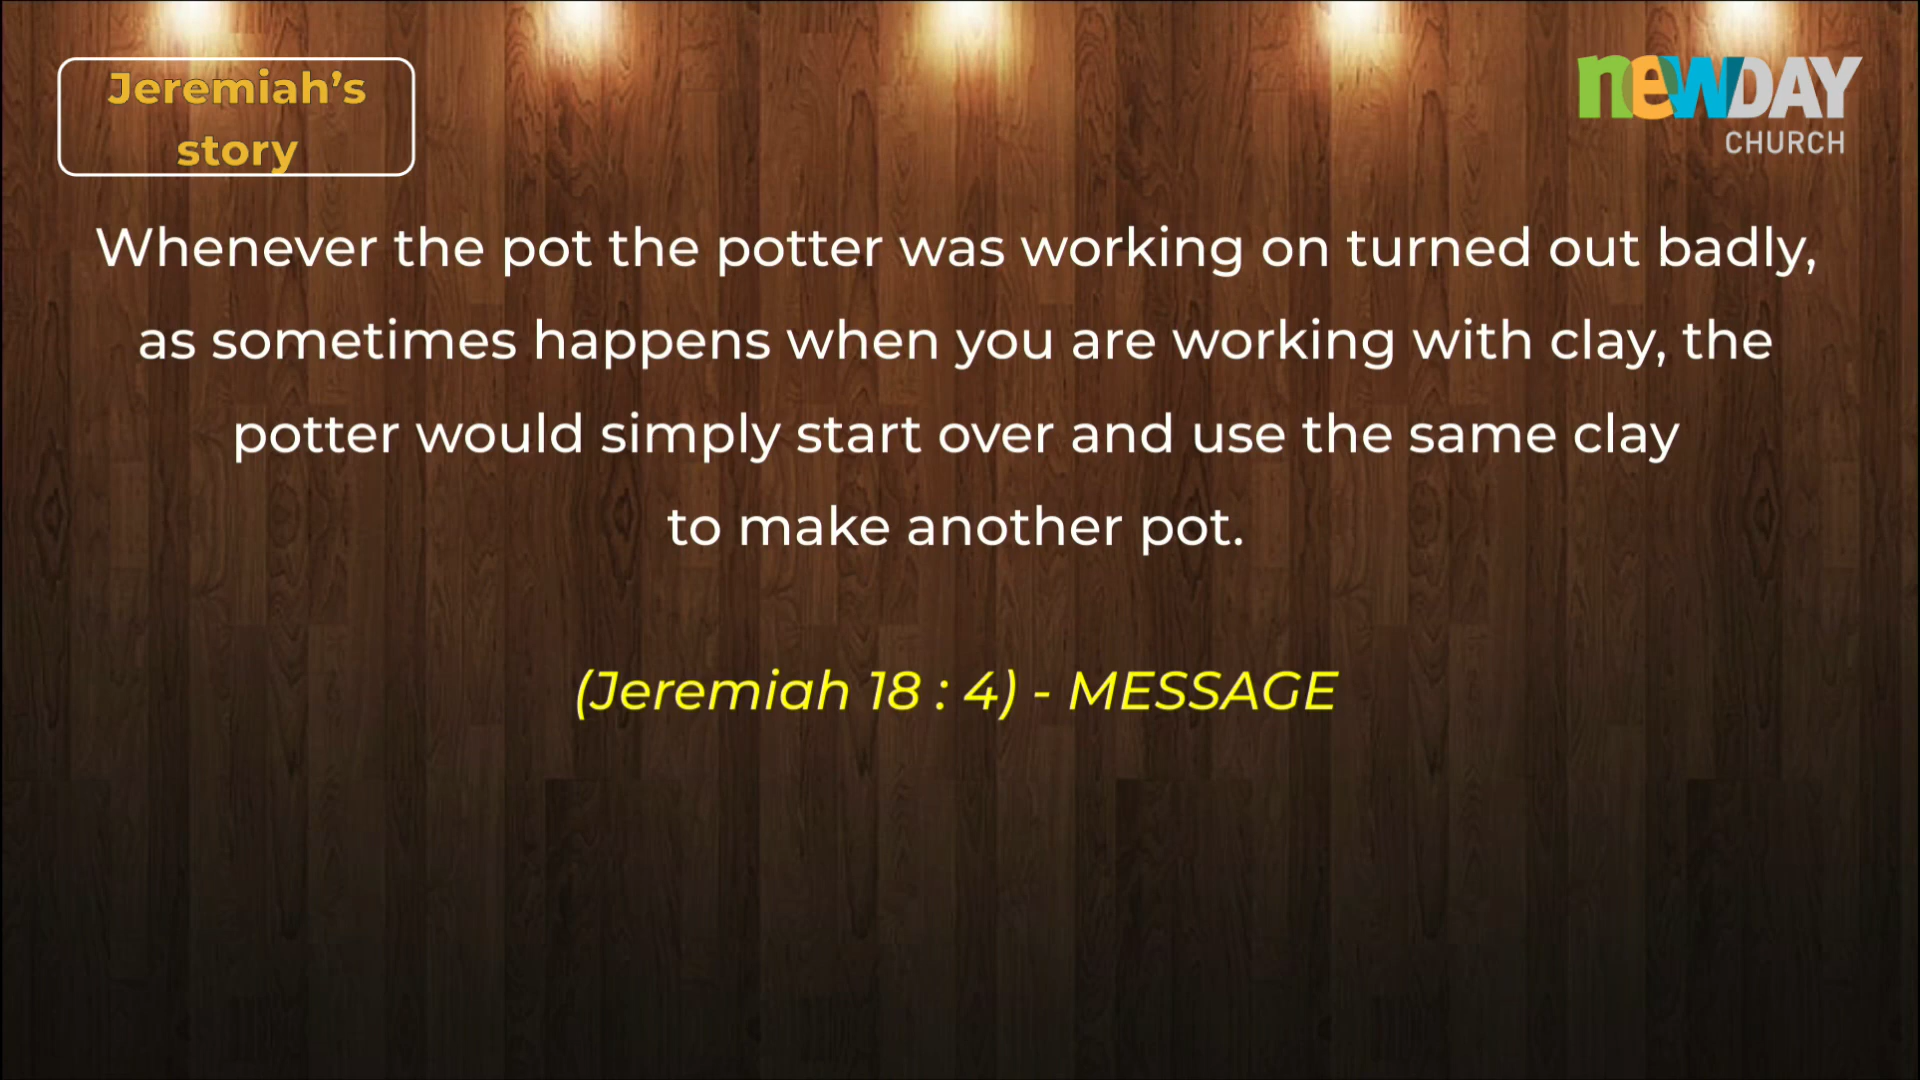 Jeremiah’s
story
newDAY
CHURCH
Whenever the pot the potter was working on turned out badly,
as sometimes happens when you are working with clay, the
potter would simply start over and use the same clay
to make another pot.
(Jeremiah 18 : 4) - MESSAGE